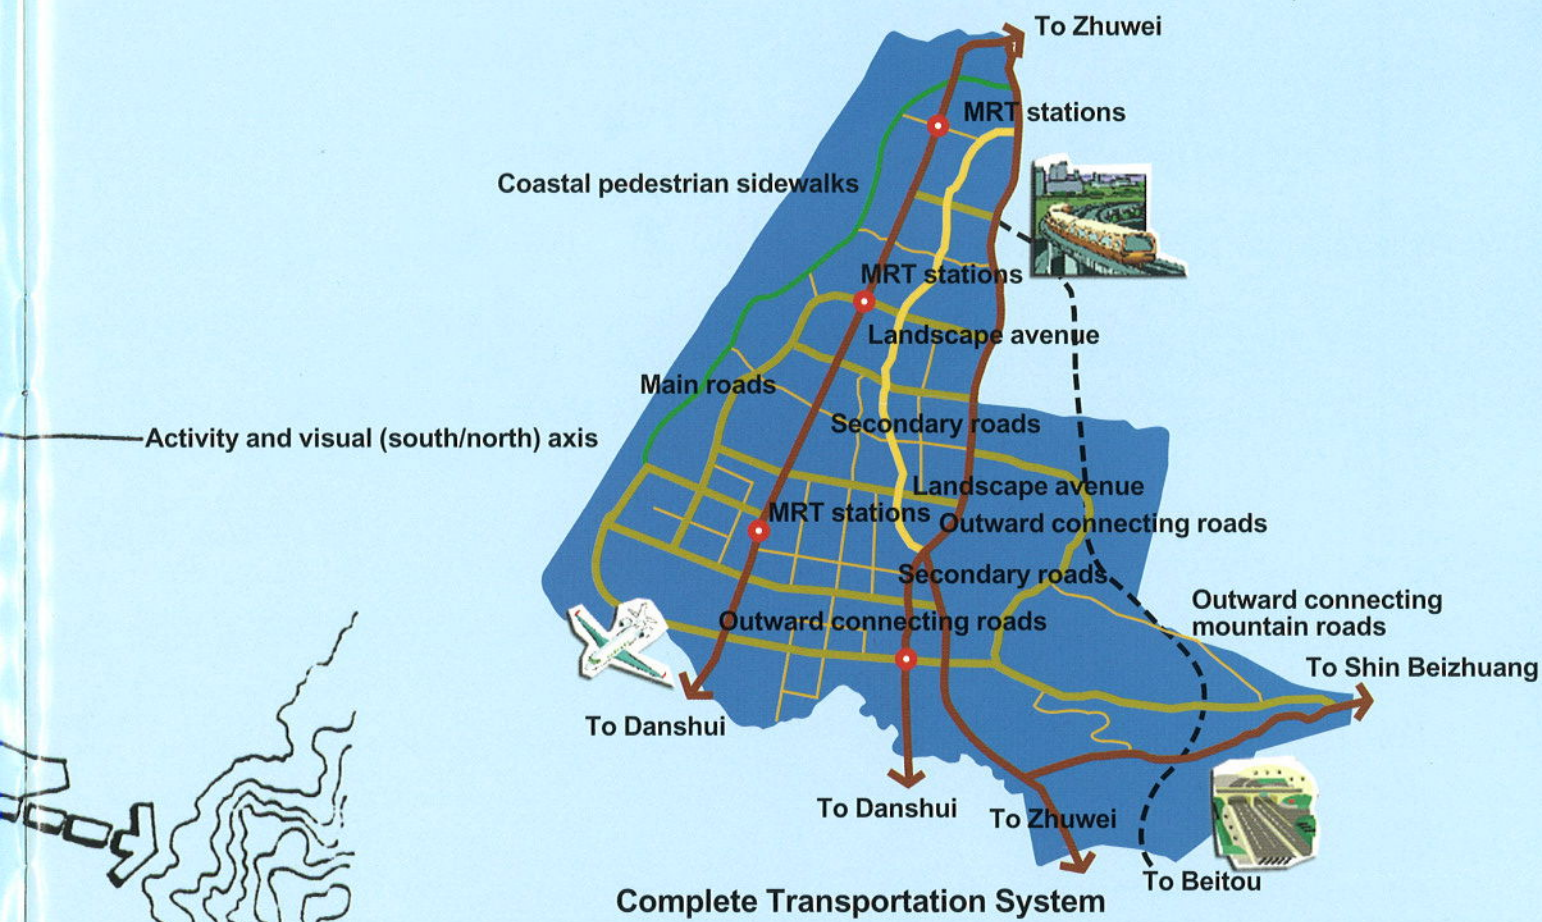 To Zhuwei
MRT stations
Coastal pedestrian sidewalks
MRT stations
Landscape avenue
Main roads
Secondary roads
Activity and visual (south/north) axis
Landscape avenue
MRT stations
Outward connecting roads
Secondary roads
Outward connecting
mountain roads
Outward connecting roads
To Shin Beizhuang
To Danshui
To Danshui
To Zhuwei
To Beitou
Complete Transportation System